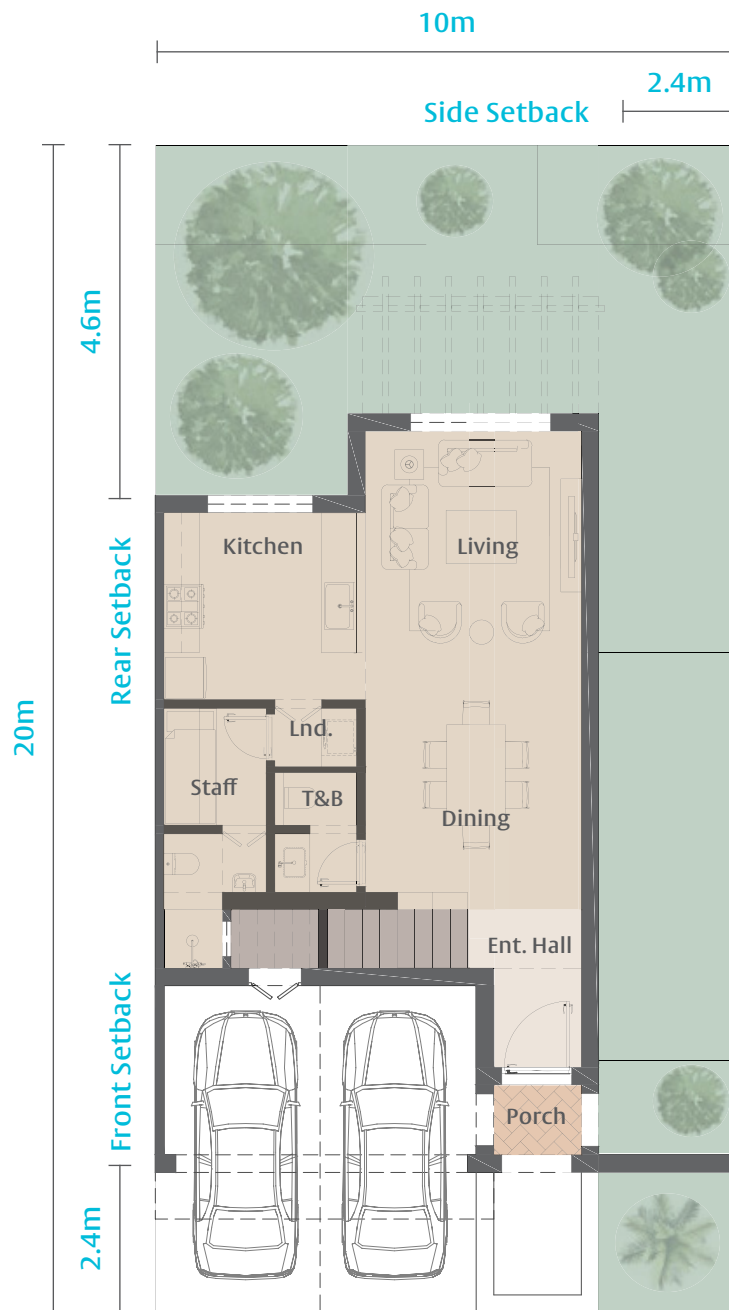 10m
2.4m
Side Setback
4.6m
Rear Setback
20m
Front Setback
2.4m
Kitchen
Living
Lnd.
Staff
T&B
Dining
Ent. Hall
Porch